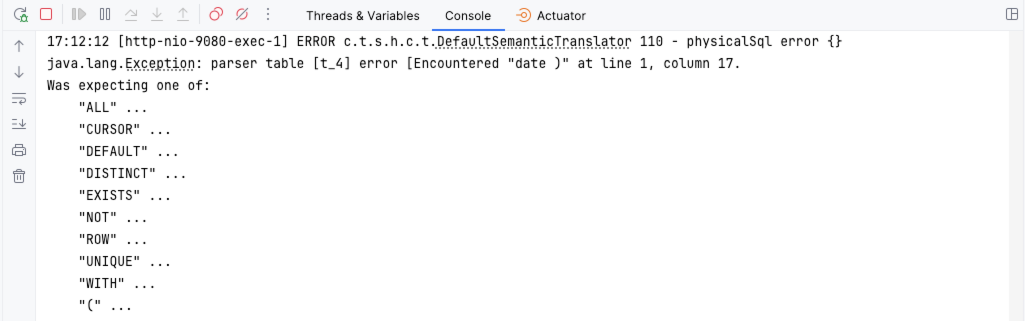 Threads & Variables Console Actuator
17:12:12 [http-nio-9080-exec-1] ERROR c.t.s.h.c.t.DefaultSemanticTranslator 110 - physicalSql error {}
java.lang.Exception: parser table [t_4] error [Encountered "date )" at line 1, column 17.
Was expecting one of:
    "ALL" ...
    "CURSOR" ...
    "DEFAULT" ...
    "DISTINCT" ...
    "EXISTS" ...
    "NOT" ...
    "ROW" ...
    "UNIQUE" ...
    "WITH" ...
    "(" ...